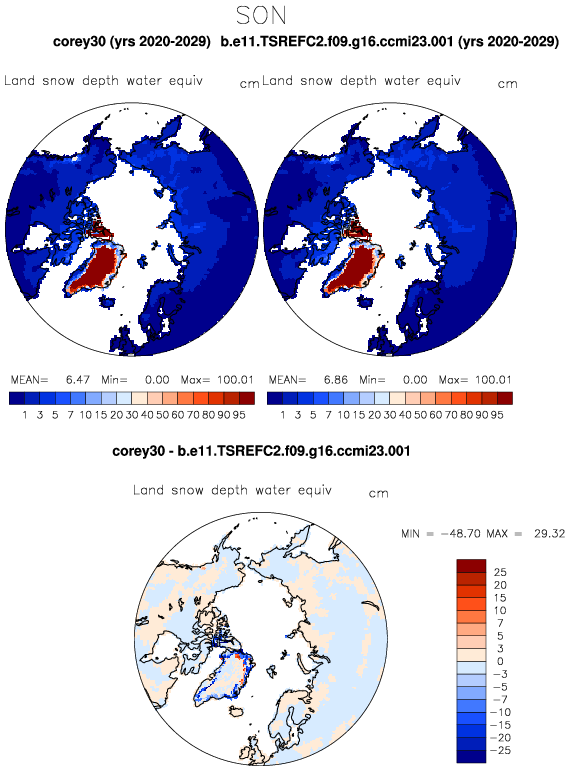 SON
corey30 (yrs 2020-2029) b.e11.TSREFC2.f09.g16.ccmi23.001 (yrs 2020-2029)
Land snow depth water equiv cm Land snow depth water equiv cm
MEAN= 6.47 Min= 0.00 Max= 100.01 MEAN= 6.86 Min= 0.00 Max= 100.01
1 3 5 7 10 15 20 30 40 50 60 70 80 90 95 1 3 5 7 10 15 20 30 40 50 60 70 80 90 95
corey30 - b.e11.TSREFC2.f09.g16.ccmi23.001
Land snow depth water equiv cm
MIN = -48.70 MAX = 29.32
25
20
15
10
7
5
3
0
-3
-5
-7
-10
-15
-20
-25